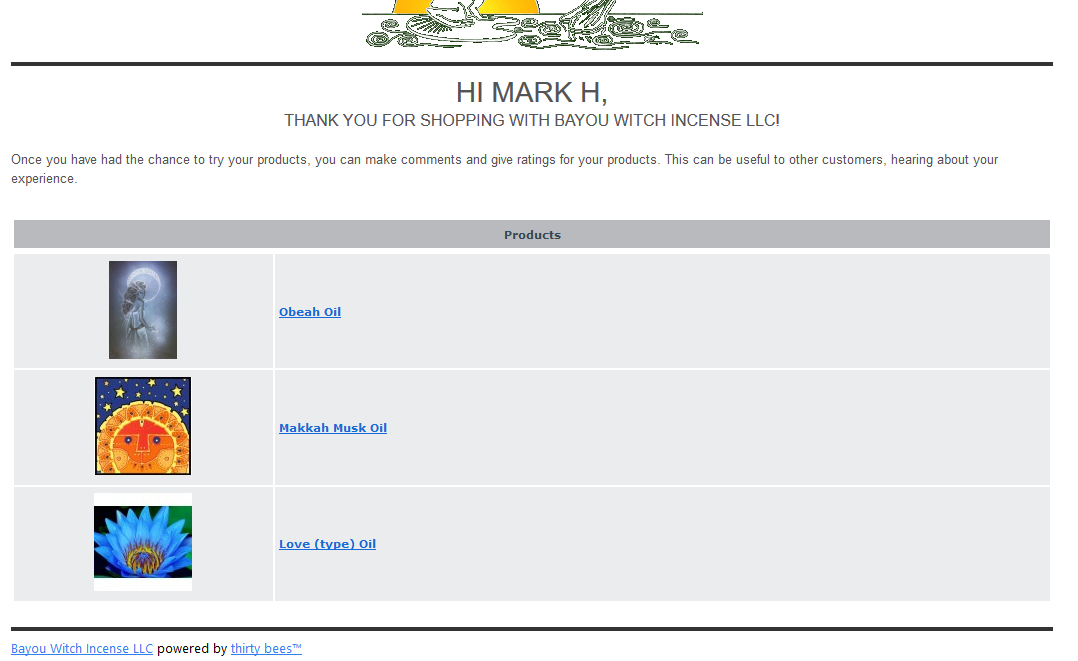 HI MARK H,
THANK YOU FOR SHOPPING WITH BAYOU WITCH INCENSE LLC!
Once you have had the chance to try your products, you can make comments and give ratings for your products. This can be useful to other customers, hearing about your
experience.
Products
Obeah Oil
Makkah Musk Oil
Love (type) Oil
Bayou Witch Incense LLC powered by thirty bees™